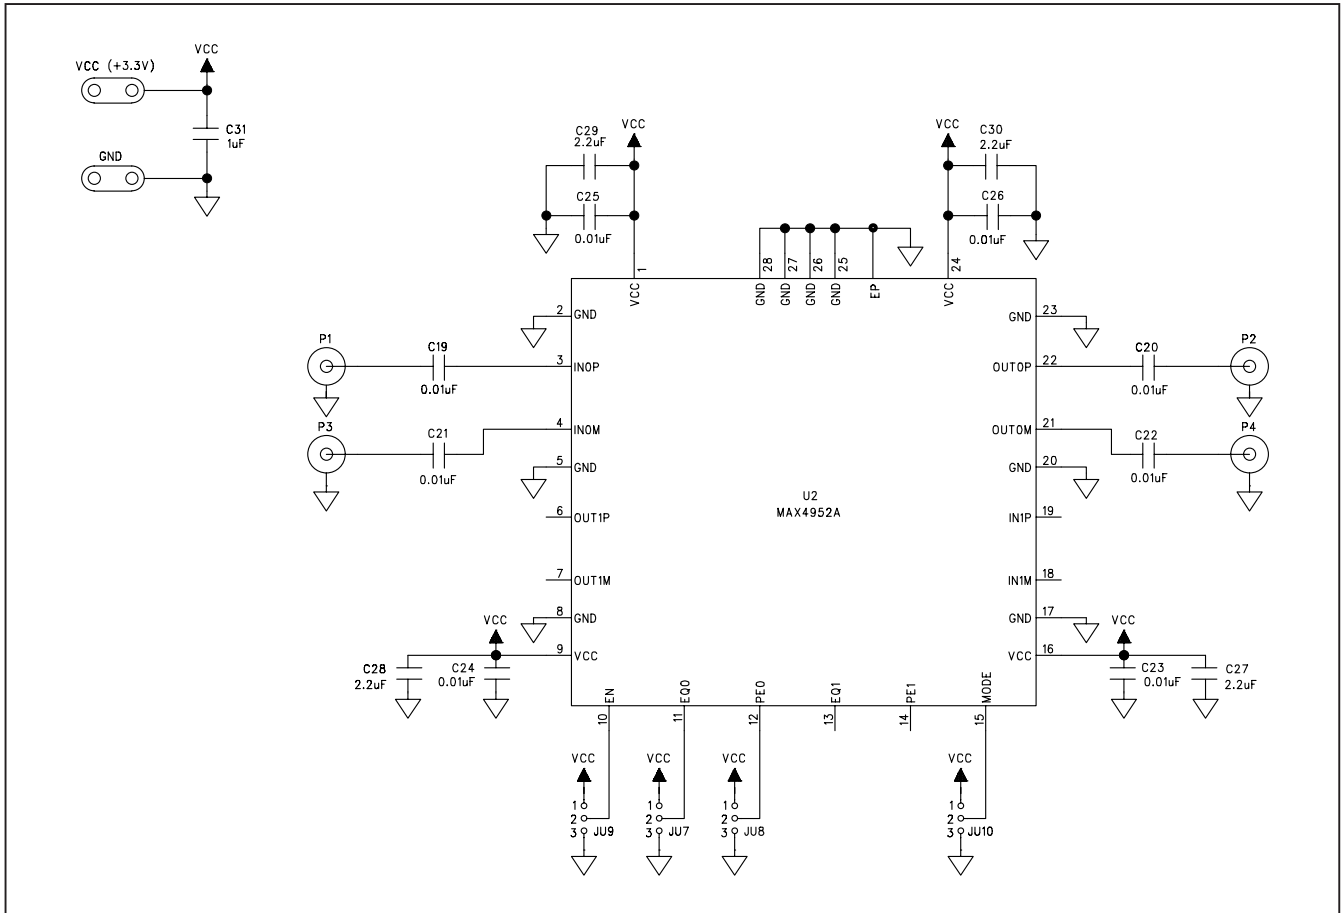 VCC
VCC (+3.3V)
C31
1uF
GND
C29
2.2uF
VCC
C25
0.01uF
VCC
C30
2.2uF
C26
0.01uF
1
28
27
26
25
24
VCC
GND
GND
GND
GND
EP
VCC
2
GND
GND
23
P1
C19
0.01uF
3
IN0P
OUT0P
22
C20
0.01uF
P2
P3
C21
0.01uF
4
IN0M
OUT0M
21
C22
0.01uF
P4
5
GND
GND
20
U2
MAX4952A
6
OUT1P
IN1P
19
7
OUT1M
IN1M
18
8
GND
GND
17
VCC
9
VCC
VCC
16
VCC
C28
2.2uF
C24
0.01uF
C23
0.01uF
C27
2.2uF
EN
EQ0
PE0
EQ1
PE1
MODE
10
11
12
13
14
15
VCC
1
2
3
JU9
VCC
1
2
3
JU7
VCC
1
2
3
JU8
VCC
1
2
3
JU10